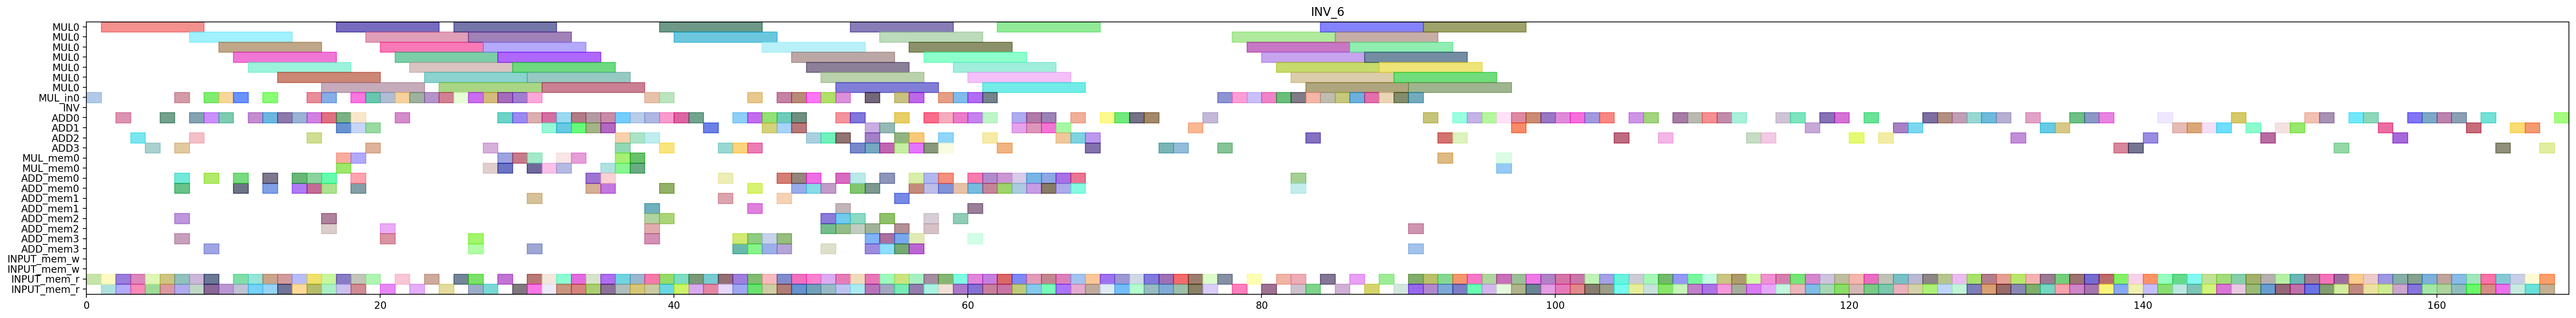 INV_6
MUL0
MUL0
MUL0
MUL0
MUL0
MUL0
MUL0
MUL_in0
INV
ADD0
ADD1
ADD2
ADD3
MUL_mem0
MUL_mem0
ADD_mem0
ADD_mem0
ADD_mem1
ADD_mem1
ADD_mem2
ADD_mem2
ADD_mem3
ADD_mem3
INPUT_mem_w
INPUT_mem_w
INPUT_mem_r
INPUT_mem_r
0 20 40 60 80 100 120 140 160